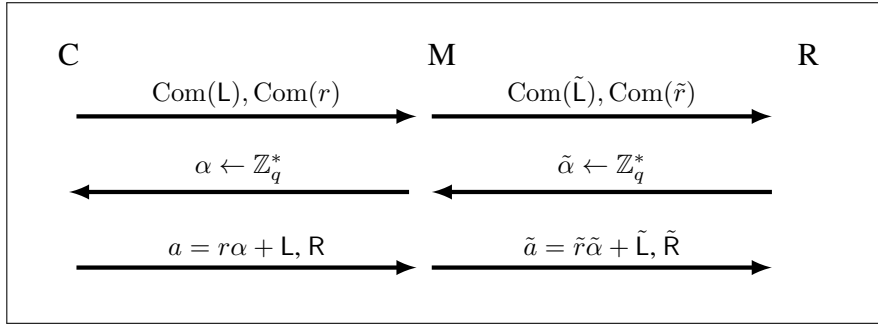 C M R
Com(L), Com(r) Com(L̃), Com(r̃)
α ← ℤ*_q α̃ ← ℤ*_q
a = rα + L, R ã = r̃α̃ + L̃, R̃